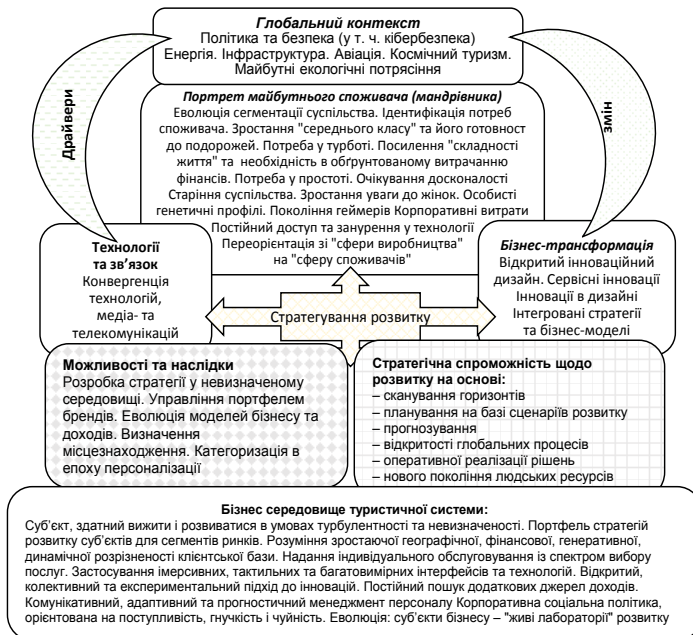 Глобальний контекст
Політика та безпека (у т. ч. кібербезпека)
Енергія. Інфраструктура. Авіація. Космічний туризм.
Майбутні екологічні потрясіння
Драйвери
змін
Портрет майбутнього споживача (мандрівника)
Еволюція сегментації суспільства. Ідентифікація потреб
споживача. Зростання "середнього класу" та його готовност
до подорожей. Потреба у турботі. Посилення "складності
життя" та необхідність в обґрунтованому витрачанню
фінансів. Потреба у простоті. Очікування досконалості
Старіння суспільства. Зростання уваги до жінок. Особисті
генетичні профілі. Покоління геймерів Корпоративні витрати
Постійний доступ та занурення у технології
Переорієнтація зі "сфери виробництва"
на "сферу споживачів"
Технології
та зв’язок
Конвергенція
технологій,
медіа- та
телекомунікацій
Стратегування розвитку
Бізнес-трансформація
Відкритий інноваційний
дизайн. Сервісні інновації
Інновації в дизайні
Інтегровані стратегії
та бізнес-моделі
Можливості та наслідки
Розробка стратегії у невизначеному
середовищі. Управління портфелем
брендів. Еволюція моделей бізнесу та
доходів. Визначення
місцезнаходження. Категоризація в
епоху персоналізації
Стратегічна спроможність щодо
розвитку на основі:
– сканування горизонтів
– планування на базі сценаріїв розвитку
– прогнозування
– відкритості глобальних процесів
– оперативної реалізації рішень
– нового покоління людських ресурсів
Бізнес середовище туристичної системи:
Суб’єкт, здатний вижити і розвиватися в умовах турбулентності та невизначеності. Портфель стратегій
розвитку суб’єктів для сегментів ринків. Розуміння зростаючої географічної, фінансової, генеративної,
динамічної розрізненості клієнтської бази. Надання індивідуального обслуговування із спектром вибору
послуг. Застосування імерсивних, тактильних та багатовимірних інтерфейсів та технологій. Відкритий,
колективний та експериментальний підхід до інновацій. Постійний пошук додаткових джерел доходів.
Комунікативний, адаптивний та прогностичний менеджмент персоналу Корпоративна соціальна політика,
орієнтована на поступливість, гнучкість і чуйність. Еволюція: суб’єкти бізнесу – "живі лабораторії" розвитку